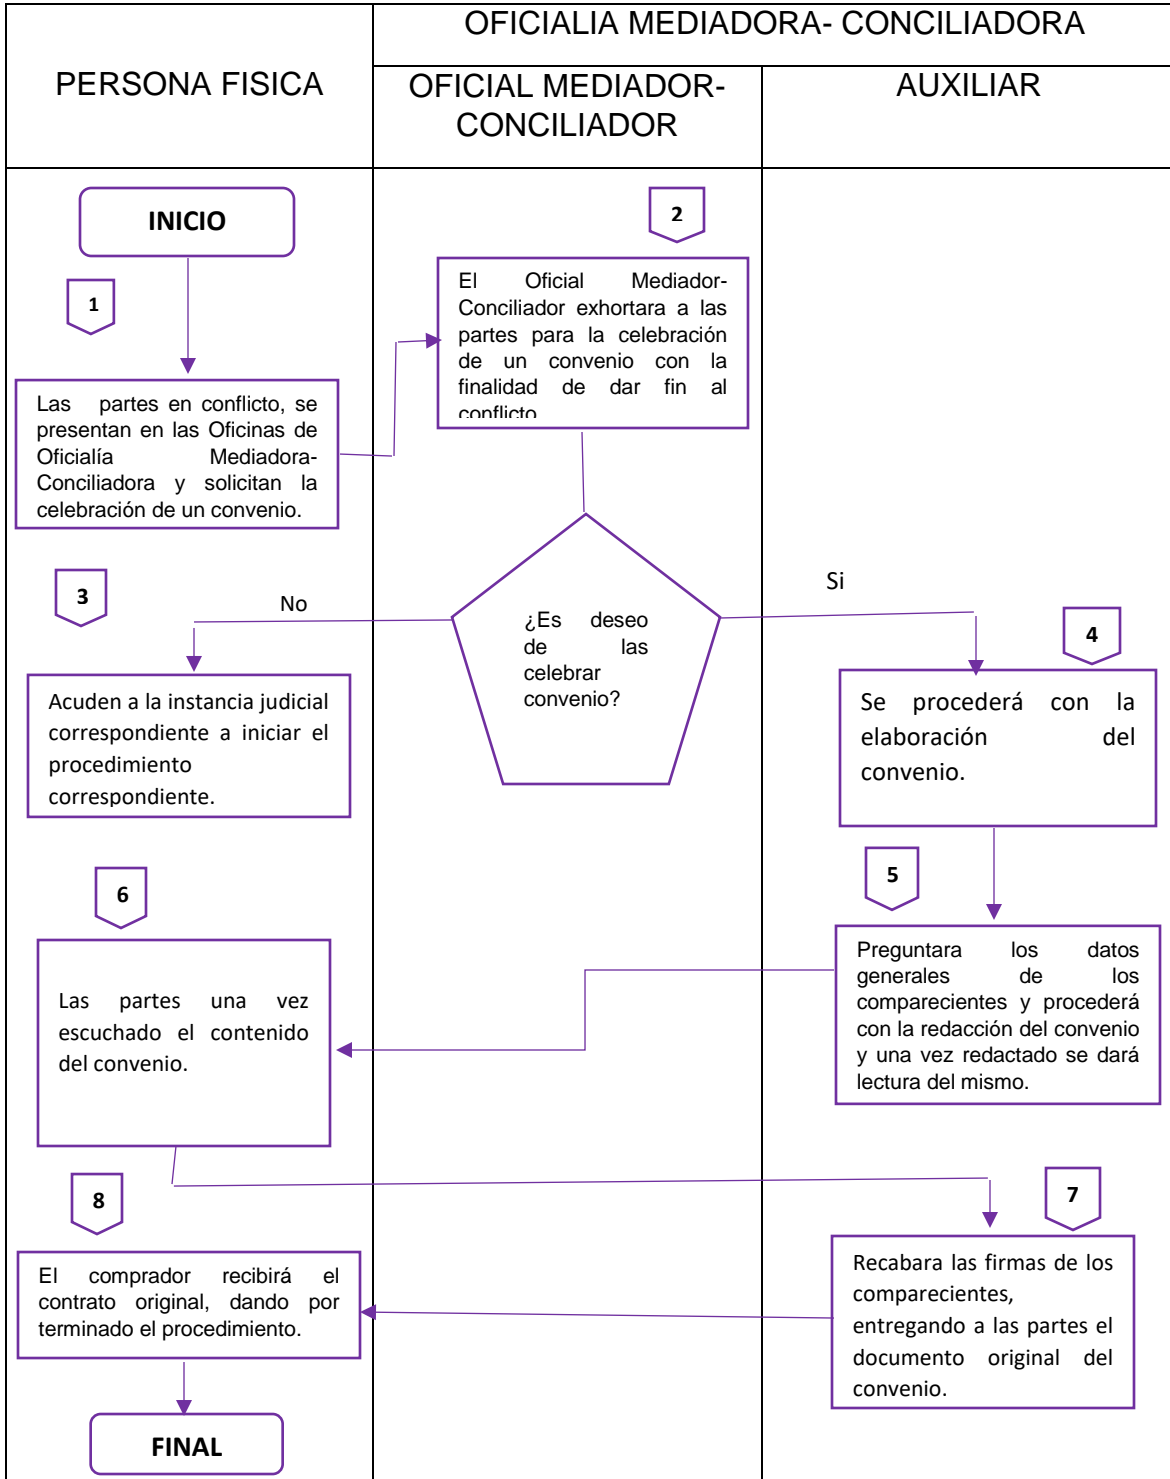 OFICIALIA MEDIADORA- CONCILIADORA
PERSONA FISICA
OFICIAL MEDIADOR-
CONCILIADOR
AUXILIAR
INICIO
1
Las partes en conflicto, se
presentan en las Oficinas de
Oficialía Mediadora-
Conciliadora y solicitan la
celebración de un convenio.
2
El Oficial Mediador-
Conciliador exhortara a las
partes para la celebración
de un convenio con la
finalidad de dar fin al
conflicto
¿Es deseo
de las
celebrar
convenio?
No
Si
3
Acuden a la instancia judicial
correspondiente a iniciar el
procedimiento
correspondiente.
4
Se procederá con la
elaboración del
convenio.
5
Preguntara los datos
generales de los
comparecientes y procederá
con la redacción del convenio
y una vez redactado se dará
lectura del mismo.
6
Las partes una vez
escuchado el contenido
del convenio.
7
Recabara las firmas de los
comparecientes,
entregando a las partes el
documento original del
convenio.
8
El comprador recibirá el
contrato original, dando por
terminado el procedimiento.
FINAL